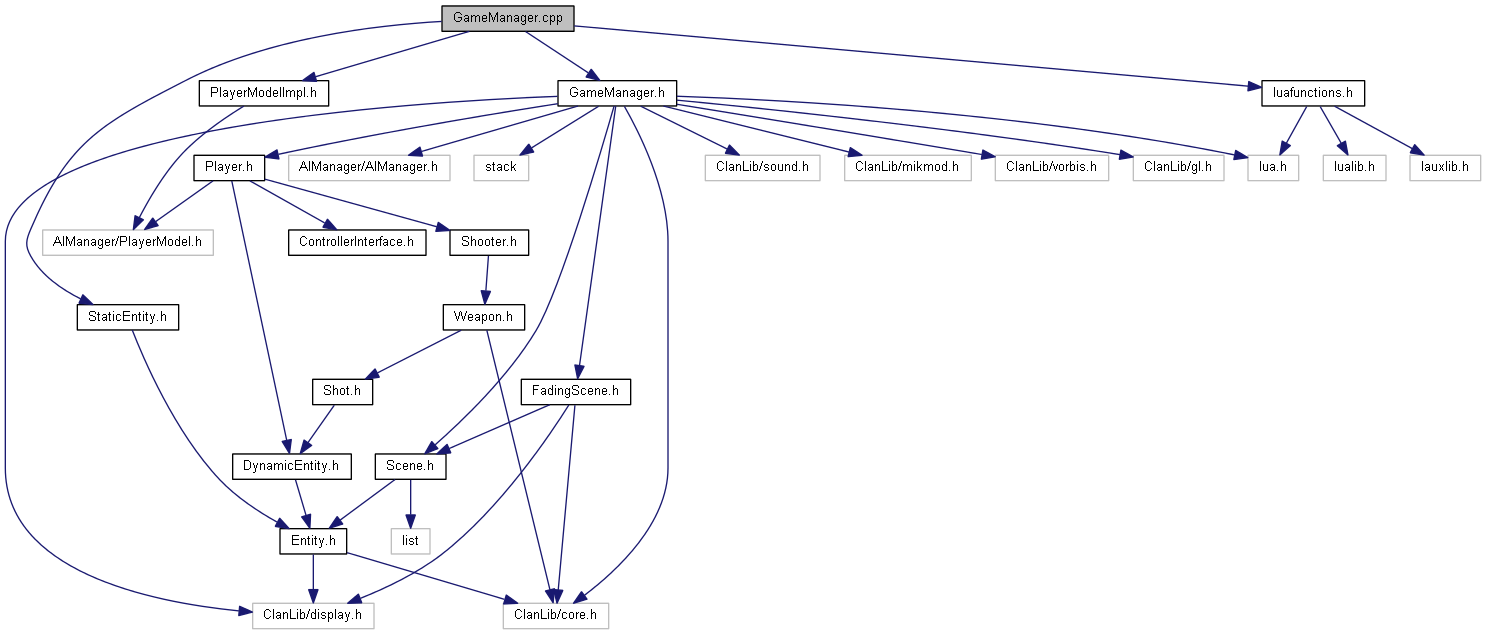 GameManager.cpp
PlayerModelImpl.h
GameManager.h
luafunctions.h
Player.h
AIManager/AIManager.h
stack
ClanLib/sound.h
ClanLib/mikmod.h
ClanLib/vorbis.h
ClanLib/gl.h
lua.h
lualib.h
lauxlib.h
AIManager/PlayerModel.h
ControllerInterface.h
Shooter.h
StaticEntity.h
Weapon.h
Shot.h
FadingScene.h
DynamicEntity.h
Scene.h
Entity.h
list
ClanLib/display.h
ClanLib/core.h